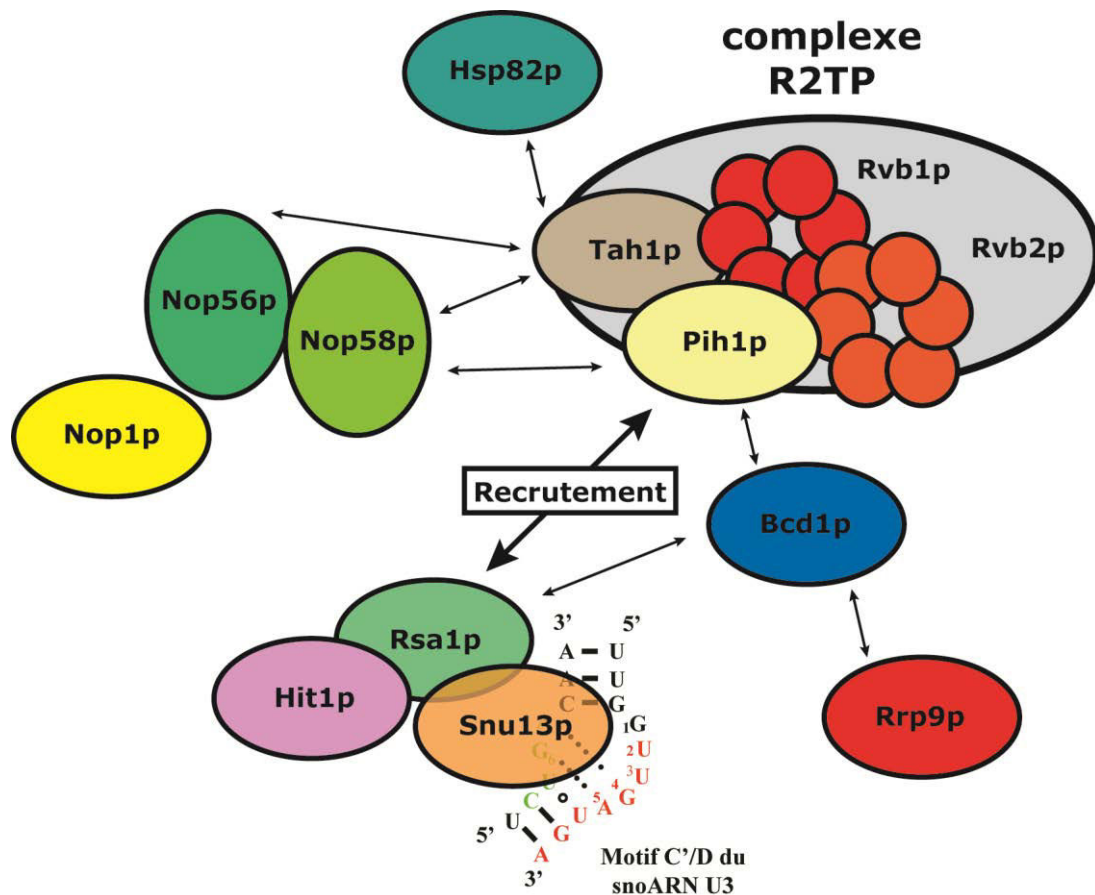 complexe
R2TP
Hsp82p
Rvb1p
Rvb2p
Tah1p
Nop56p
Nop58p
Pih1p
Nop1p
Recrutement
Bcd1p
Rsa1p
Hit1p
Snu13p
Rrp9p
3' 5'
A U
A U
C G
1G
G6 2U
U 3U
C 4G
5A
U
5' U G
A
3'
Motif C'/D du
snoARN U3